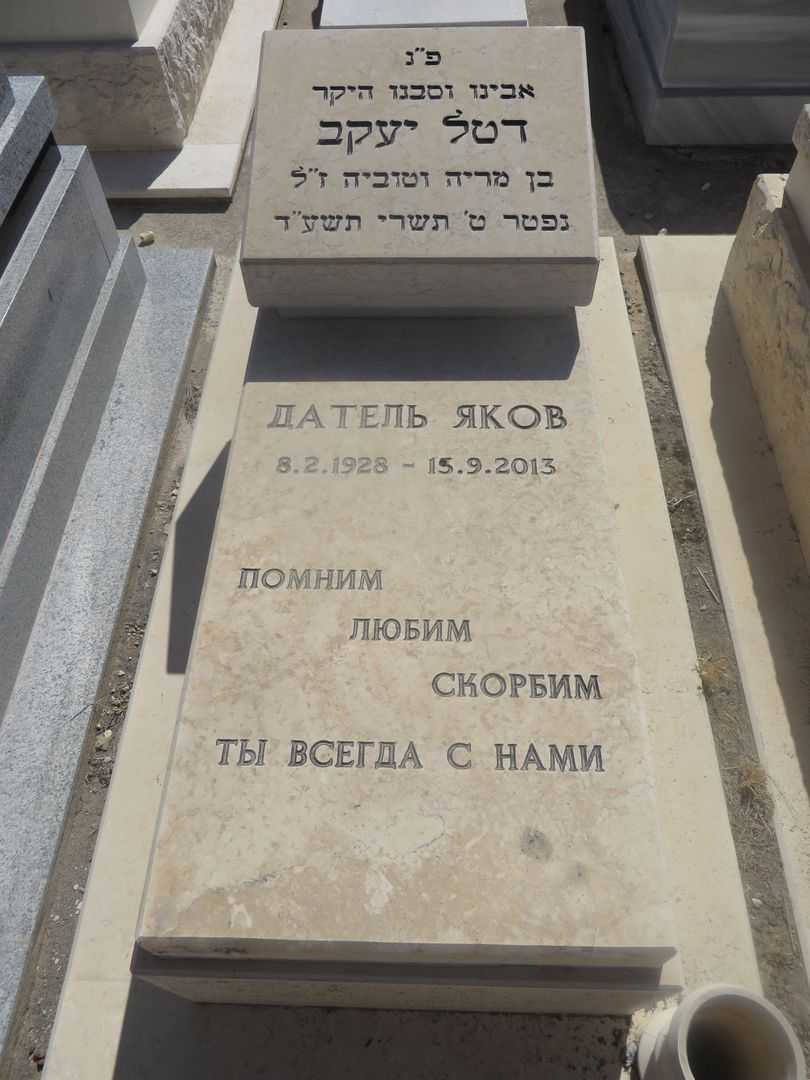 פ״נ
אבינו וסבנו היקר
דטל יעקב
בן מריה וטוביה ז״ל
נפטר ט׳ תשרי תשע״ד
ДАТЕЛЬ ЯКОВ
8.2.1928 - 15.9.2013
ПОМНИМ
ЛЮБИМ
СКОРБИМ
ТЫ ВСЕГДА С НАМИ